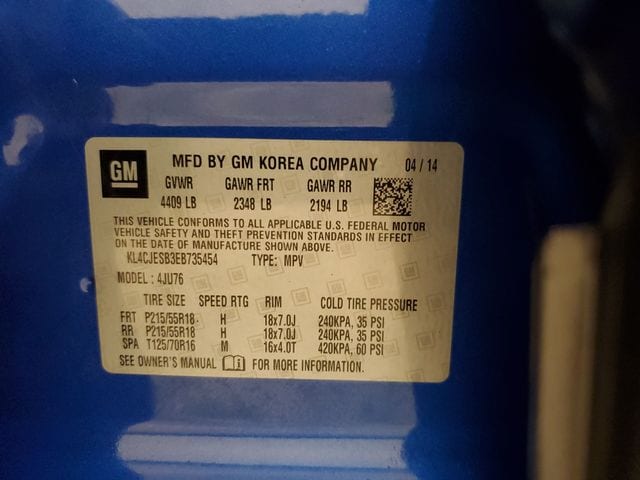 GM MFD BY GM KOREA COMPANY 04 / 14
GVWR GAWR FRT GAWR RR
4409 LB 2348 LB 2194 LB
THIS VEHICLE CONFORMS TO ALL APPLICABLE U.S. FEDERAL MOTOR
VEHICLE SAFETY AND THEFT PREVENTION STANDARDS IN EFFECT
ON THE DATE OF MANUFACTURE SHOWN ABOVE.
KL4CJESB3EB735454 TYPE: MPV
MODEL : 4JU76
TIRE SIZE SPEED RTG RIM COLD TIRE PRESSURE
FRT P215/55R18 H 18x7.0J 240KPA, 35 PSI
RR P215/55R18 H 18x7.0J 240KPA, 35 PSI
SPA T125/70R16 M 16x4.0T 420KPA, 60 PSI
SEE OWNER'S MANUAL FOR MORE INFORMATION.